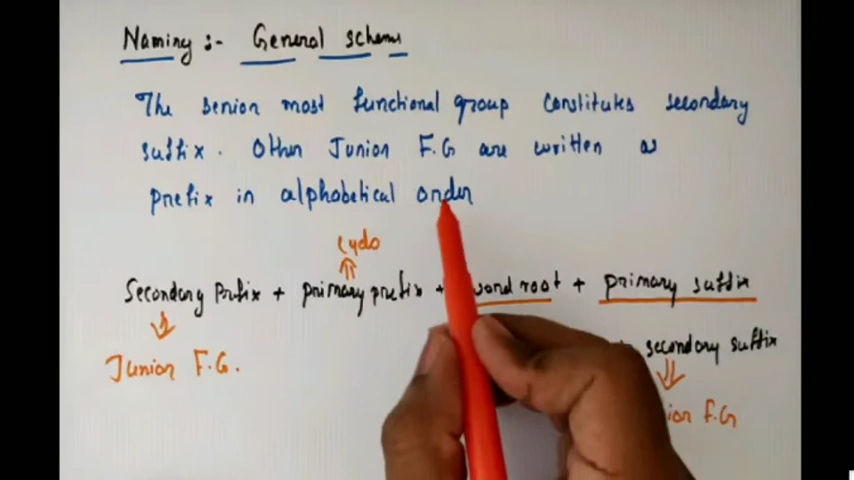 Naming :- General scheme
The senior most functional group constitutes secondary
suffix. Other Junior F.G are written as
prefix in alphabetical order
cyclo
Secondary Prefix + primary prefix + word root + primary suffix
secondary suffix
Junior F.G.
F.G